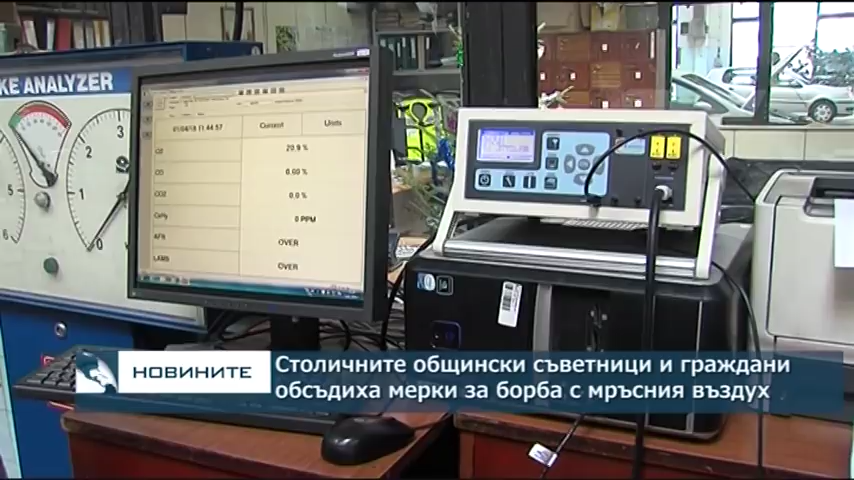 KE ANALYZER
01/04/18 11:44:57 Content Units
O2 20,9 %
CO 0,00 %
CO2 0,0 %
CxHy 0 PPM
AFR OVER
LAMB OVER
НОВИНИТЕ
Столичните общински съветници и граждани
обсъдиха мерки за борба с мръсния въздух